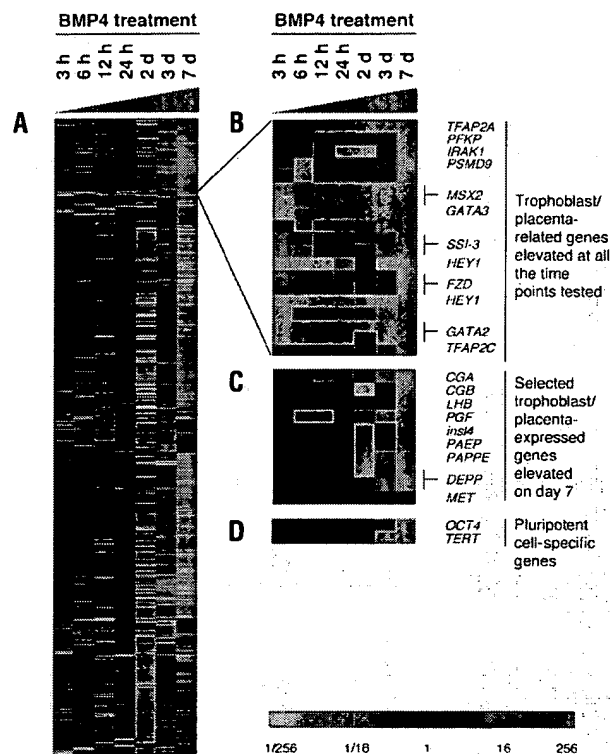 BMP4 treatment
3 h
6 h
12 h
24 h
2 d
3 d
7 d
A
BMP4 treatment
3 h
6 h
12 h
24 h
2 d
3 d
7 d
B
TFAP2A
PFKP
IRAK1
PSMD9
MSX2
GATA3
SSI-3
HEY1
FZD
HEY1
GATA2
TFAP2C
Trophoblast/
placenta-
related genes
elevated at all
the time
points tested
C
CGA
CGB
LHB
PGF
insl4
PAEP
PAPPE
DEPP
MET
Selected
trophoblast/
placenta-
expressed
genes
elevated
on day 7
D
OCT4
TERT
Pluripotent
cell-specific
genes
1/256 1/16 1 16 256